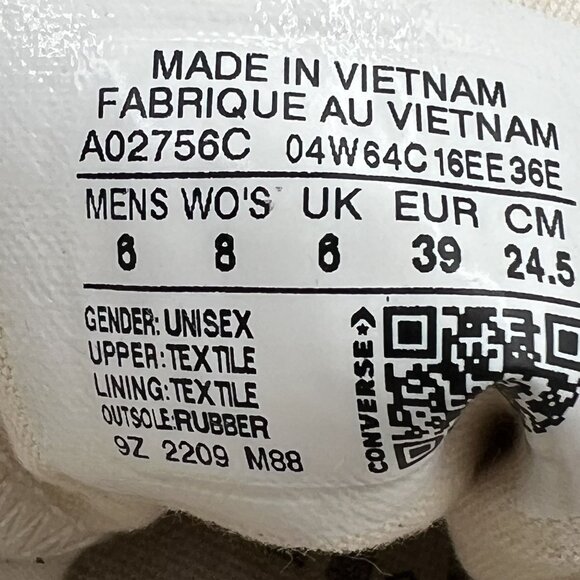 MADE IN VIETNAM
FABRIQUE AU VIETNAM
A02756C 04W64C16EE36E
MENS WO'S UK EUR CM
6 8 6 39 24.5
GENDER: UNISEX
UPPER:TEXTILE
LINING:TEXTILE
OUTSOLE:RUBBER
9Z 2209 M88
CONVERSE